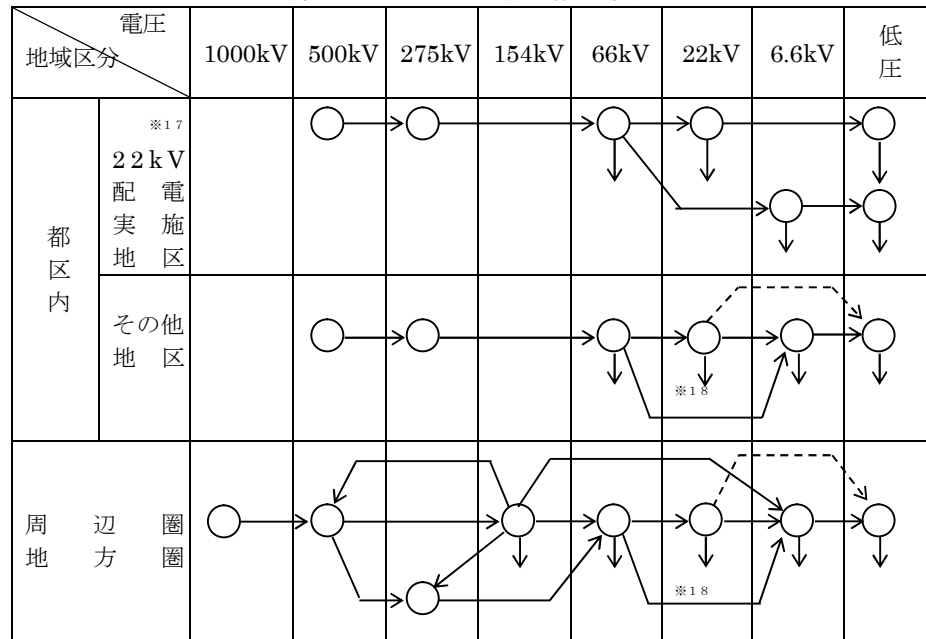 電圧
地域区分
1000kV 500kV 275kV 154kV 66kV 22kV 6.6kV 低圧
都区内
※17
22kV
配電
実施
地区
その他
地区
※18
周辺圏
地方圏
※18